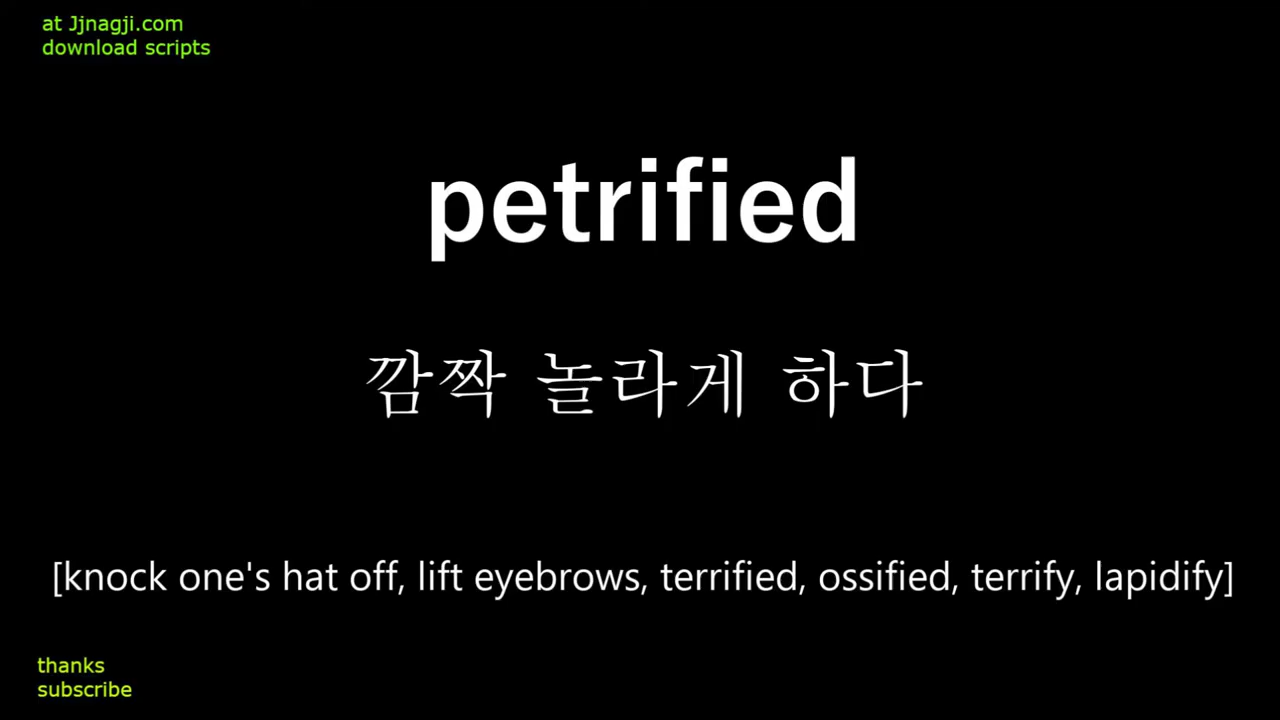 at Jjnagji.com
download scripts
petrified
깜짝 놀라게 하다
[knock one's hat off, lift eyebrows, terrified, ossified, terrify, lapidify]
thanks
subscribe